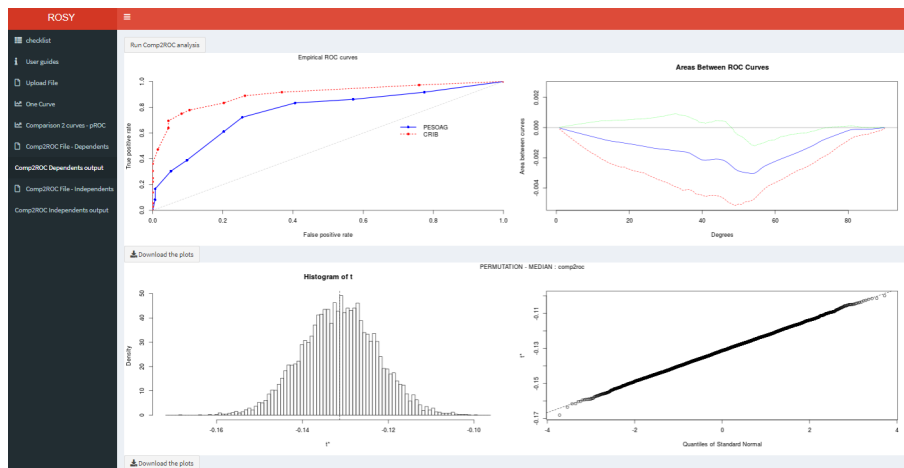 ROSY
checklist
User guides
Upload File
One Curve
Comparison 2 curves - pROC
Comp2ROC File - Dependents
Comp2ROC Dependents output
Comp2ROC File - Independents
Comp2ROC Independents output
Run Comp2ROC analysis
Empirical ROC curves
True positive rate
0.0 0.2 0.4 0.6 0.8 1.0
PESOAG
CRIB
0.0 0.2 0.4 0.6 0.8 1.0
False positive rate
Areas Between ROC Curves
Area between curves
-0.004 -0.002 0.000 0.002
0 20 40 60 80
Degrees
Download the plots
PERMUTATION - MEDIAN : comp2roc
Histogram of t
Density
0 10 20 30 40 50
-0.16 -0.14 -0.12 -0.10
t*
t*
-0.17 -0.15 -0.13 -0.11
-4 -2 0 2 4
Quantiles of Standard Normal
Download the plots